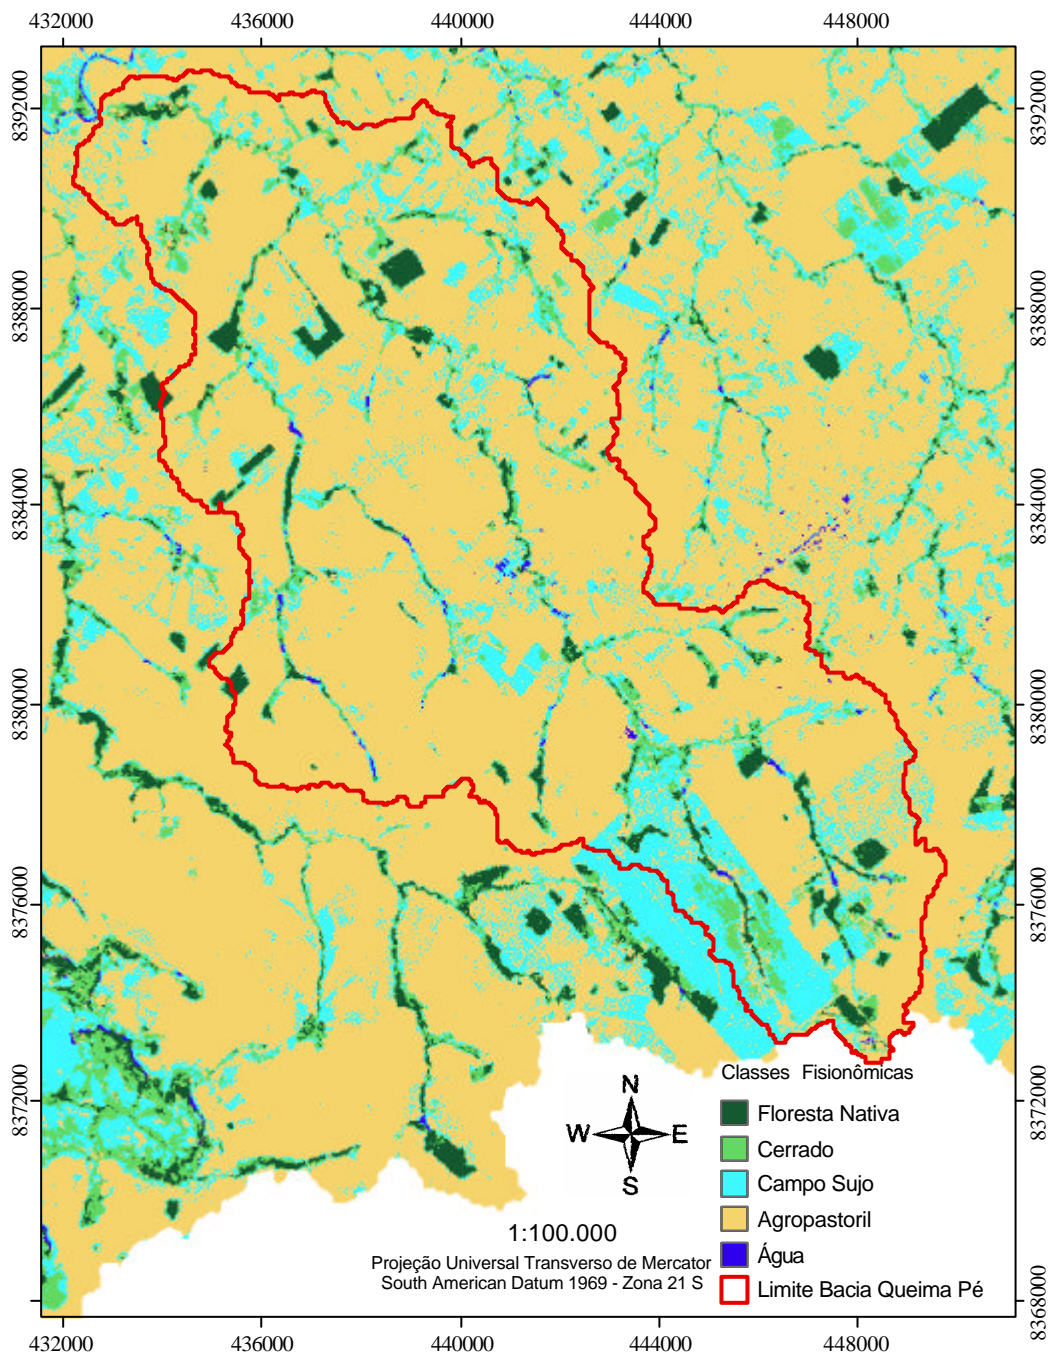 432000 436000 440000 444000 448000
8392000 8392000
8388000 8388000
8384000 8384000
8380000 8380000
8376000 8376000
8372000 8372000
8368000
Classes Fisionômicas
N
W E
S
Floresta Nativa
Cerrado
Campo Sujo
Agropastoril
Água
Limite Bacia Queima Pé
1:100.000
Projeção Universal Transverso de Mercator
South American Datum 1969 - Zona 21 S
432000 436000 440000 444000 448000